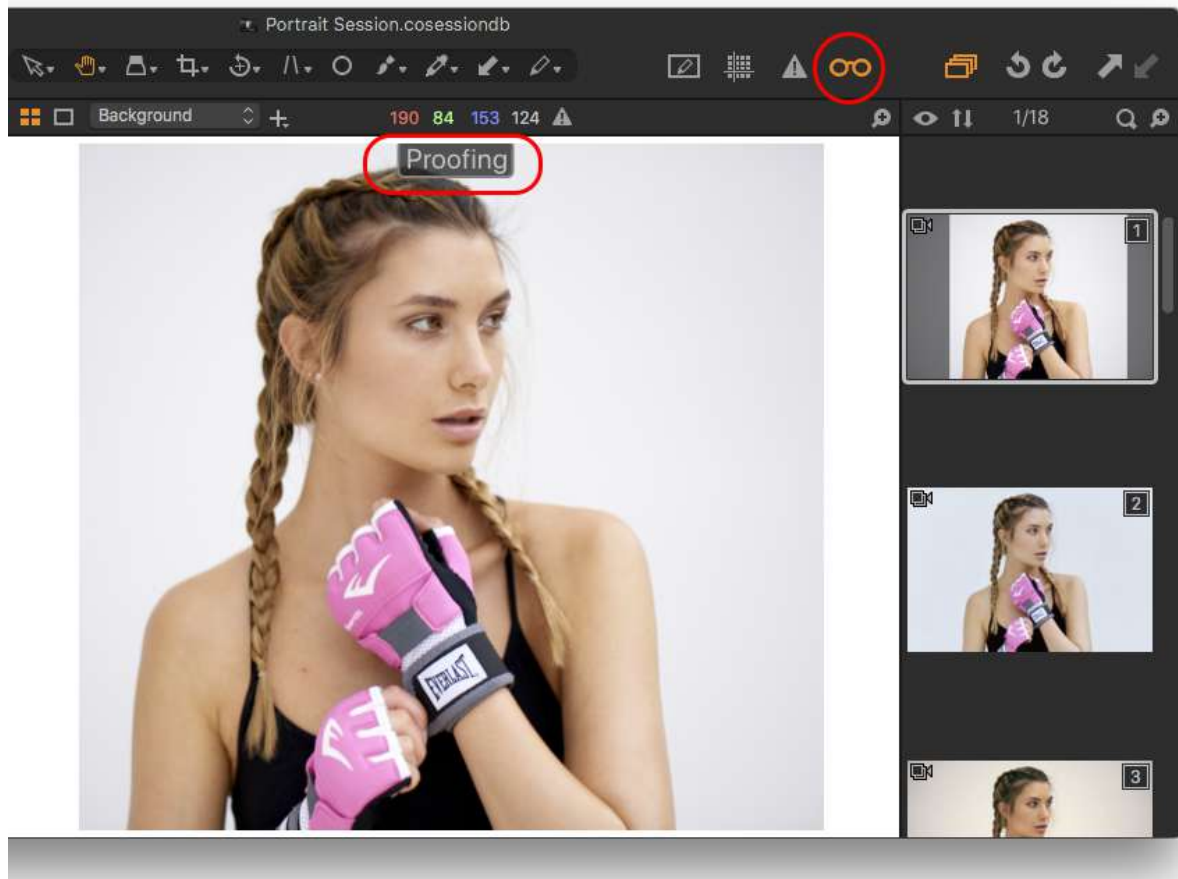 Portrait Session.cosessiondb
Background
190 84 153 124
1/18
Proofing
1
2
EVERLAST
3